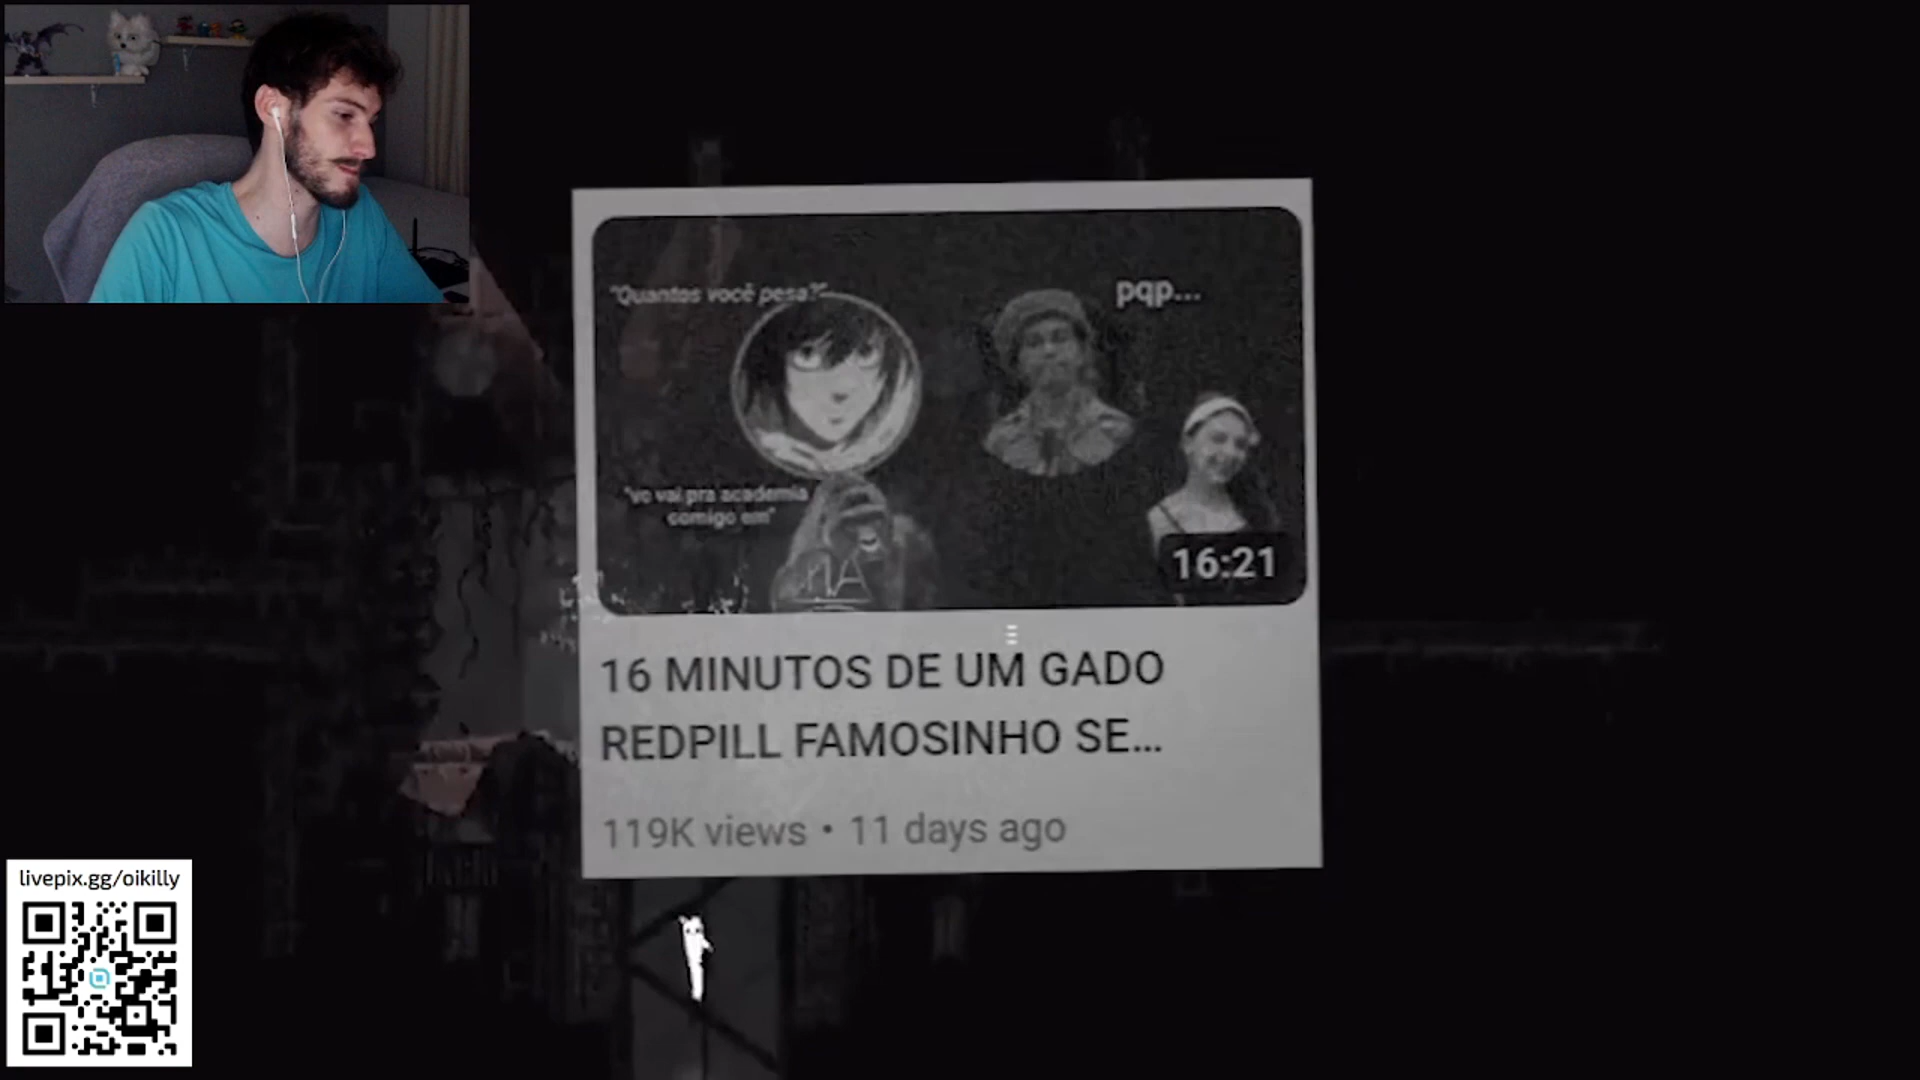 "Quantos você pesa?"
pqp...
"vc vai pra academia
comigo em"
16:21
16 MINUTOS DE UM GADO
REDPILL FAMOSINHO SE...
119K views • 11 days ago
livepix.gg/oikilly